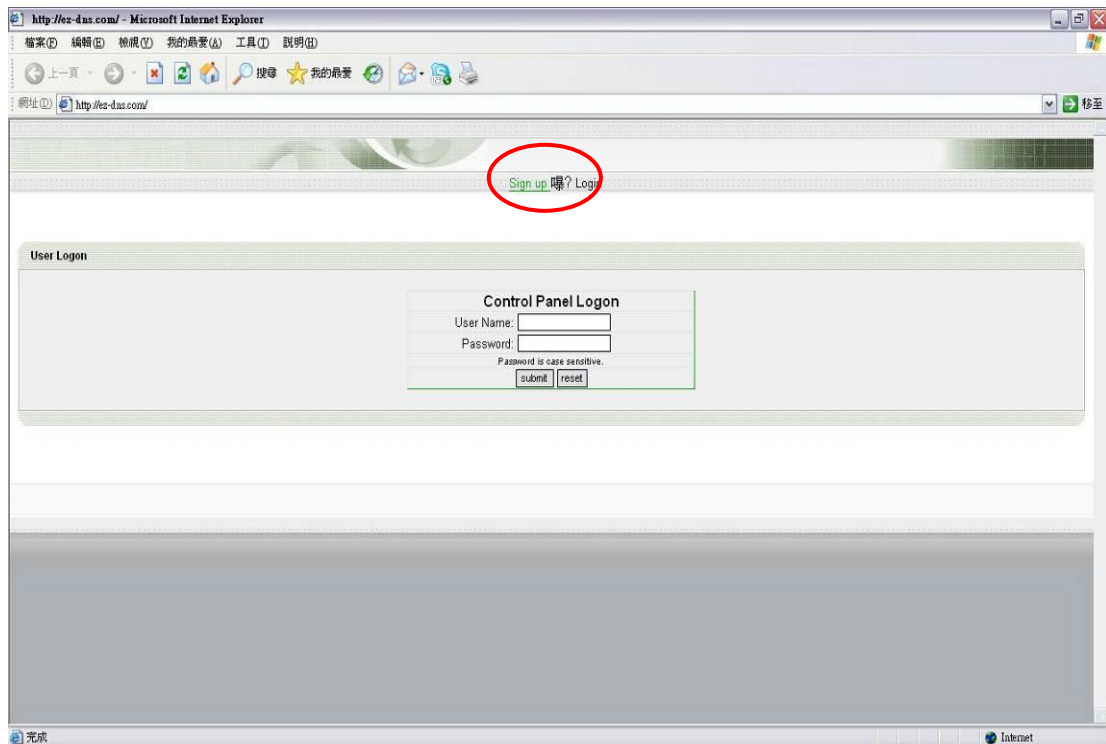 http://ez-dns.com/ - Microsoft Internet Explorer
檔案(F) 編輯(E) 檢視(V) 我的最愛(A) 工具(T) 說明(H)
上一頁 搜尋 我的最愛
網址(D) http://ez-dns.com/ 移至
Sign up 曝? Login
User Logon
Control Panel Logon
User Name:
Password:
Password is case sensitive.
submit reset
完成 Internet